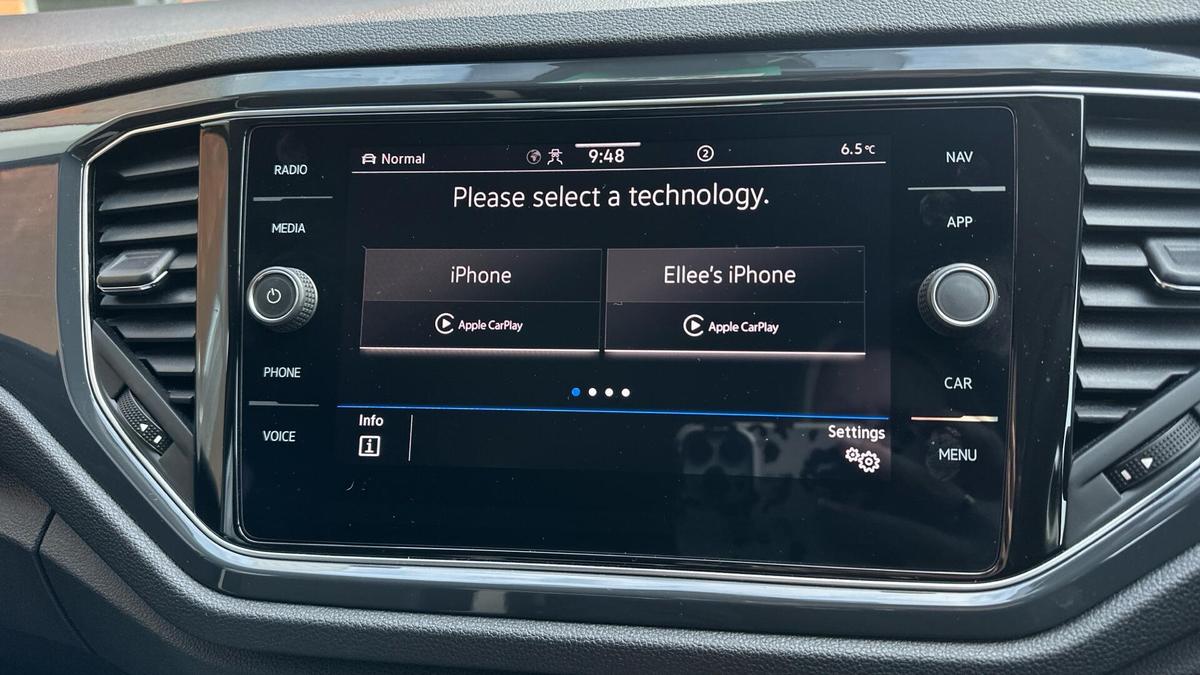 RADIO
MEDIA
PHONE
VOICE
Normal
9:48
2
6.5°C
Please select a technology.
iPhone
Apple CarPlay
Ellee's iPhone
Apple CarPlay
Info
i
Settings
NAV
APP
CAR
MENU